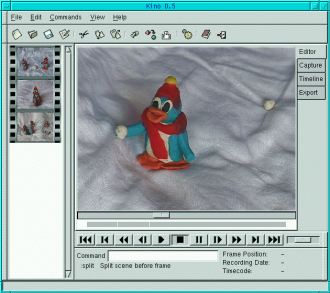 Kino 0.5
File Edit Commands View Help
Editor
Capture
Timeline
Export
Command
:split Split scene before frame
Frame Position: -
Recording Date: -
Timecode: -